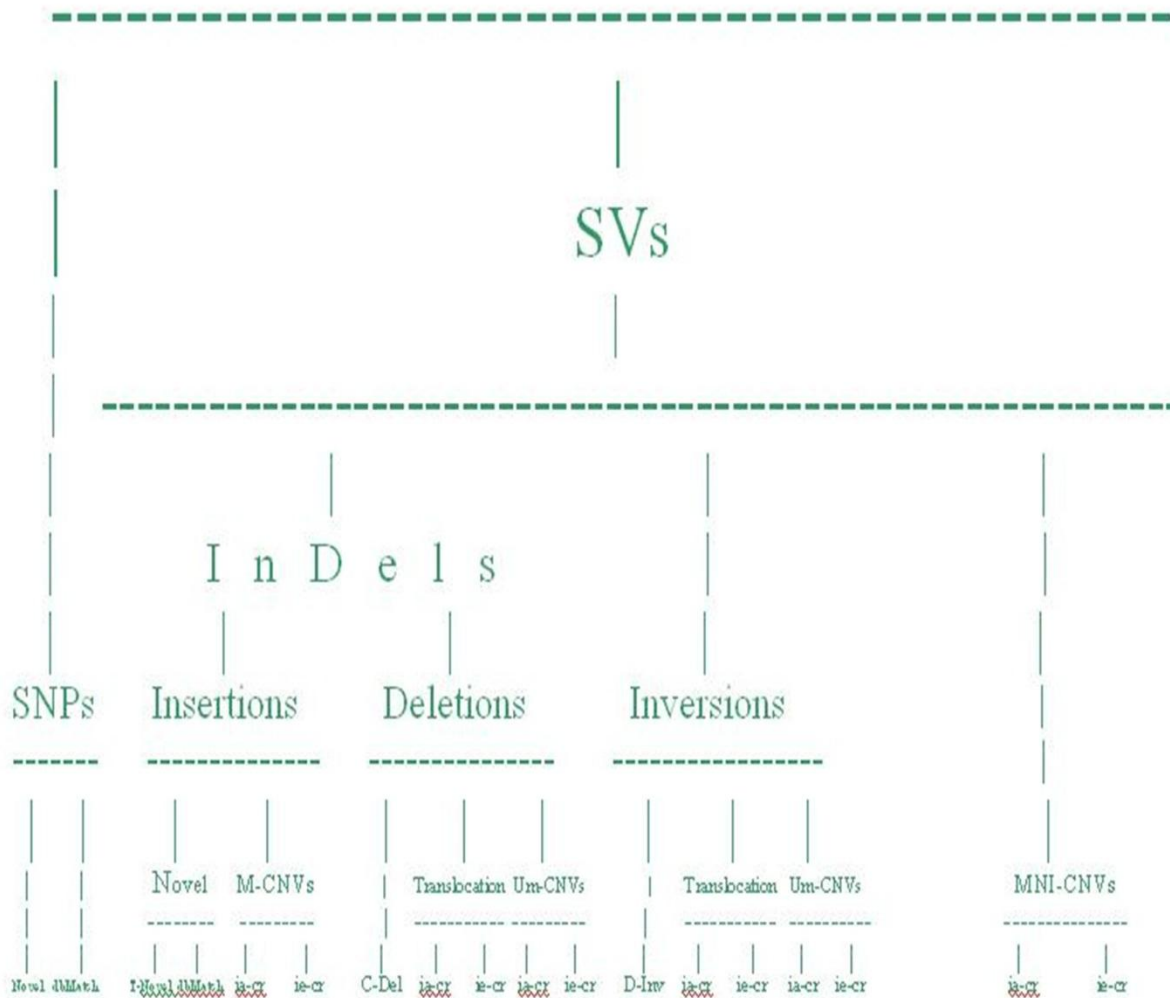 SVs
I n D e l s
SNPs Insertions Deletions Inversions
Novel M-CNVs Translocation Um-CNVs Translocation Um-CNVs MNI-CNVs
Novel dbMatch T-Novel dbMatch ia-cr ie-cr C-Del ia-cr ie-cr ia-cr ie-cr D-Inv ia-cr ie-cr ia-cr ie-cr ia-cr ie-cr